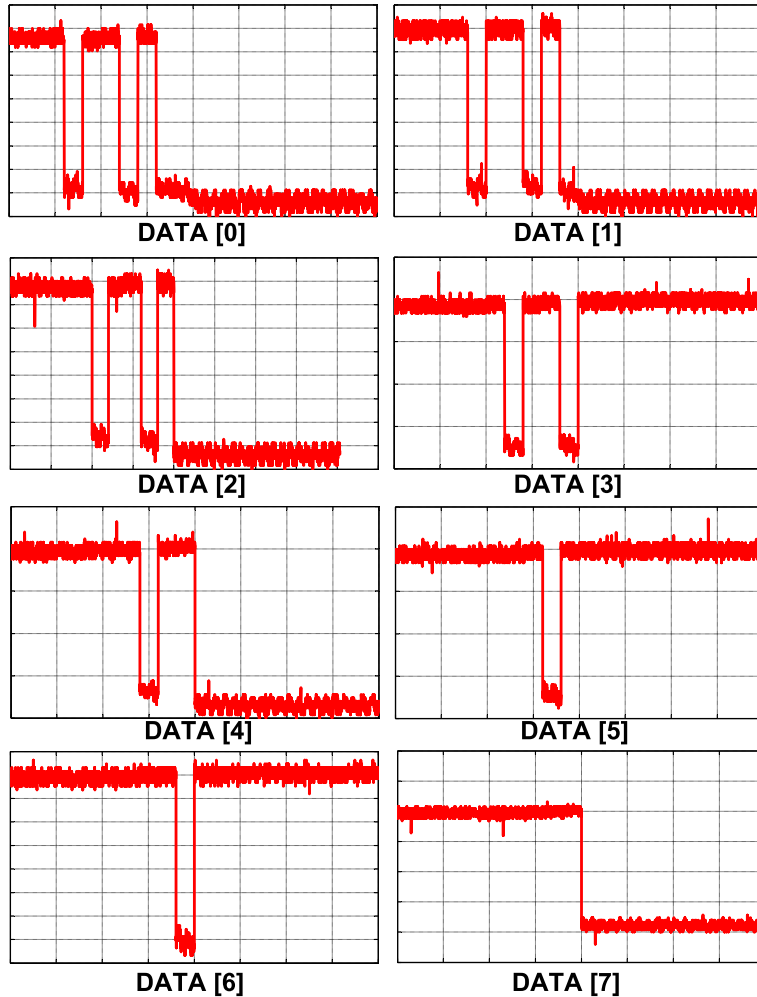 DATA [0]
DATA [1]
DATA [2]
DATA [3]
DATA [4]
DATA [5]
DATA [6]
DATA [7]